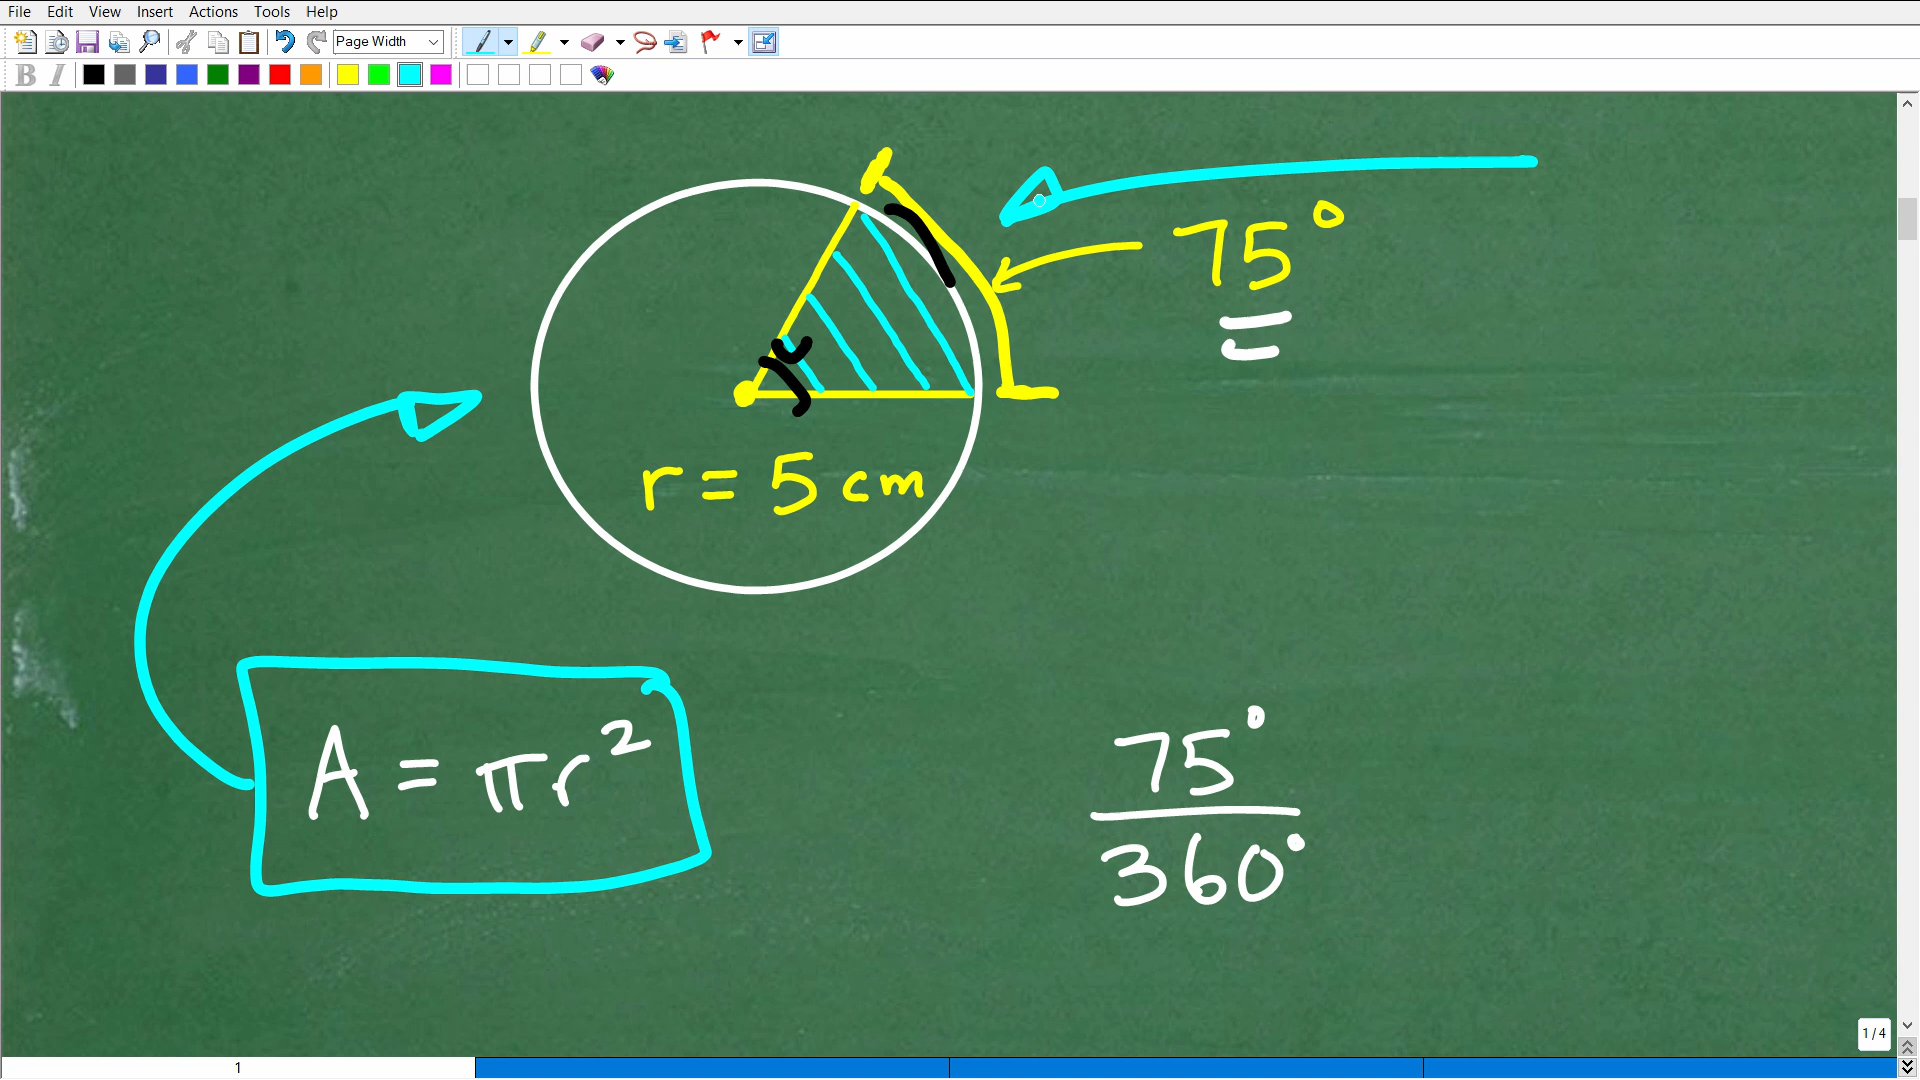 File Edit View Insert Actions Tools Help
Page Width
B I
75°
r = 5 cm
A = πr²
75°
360°
1 / 4
1